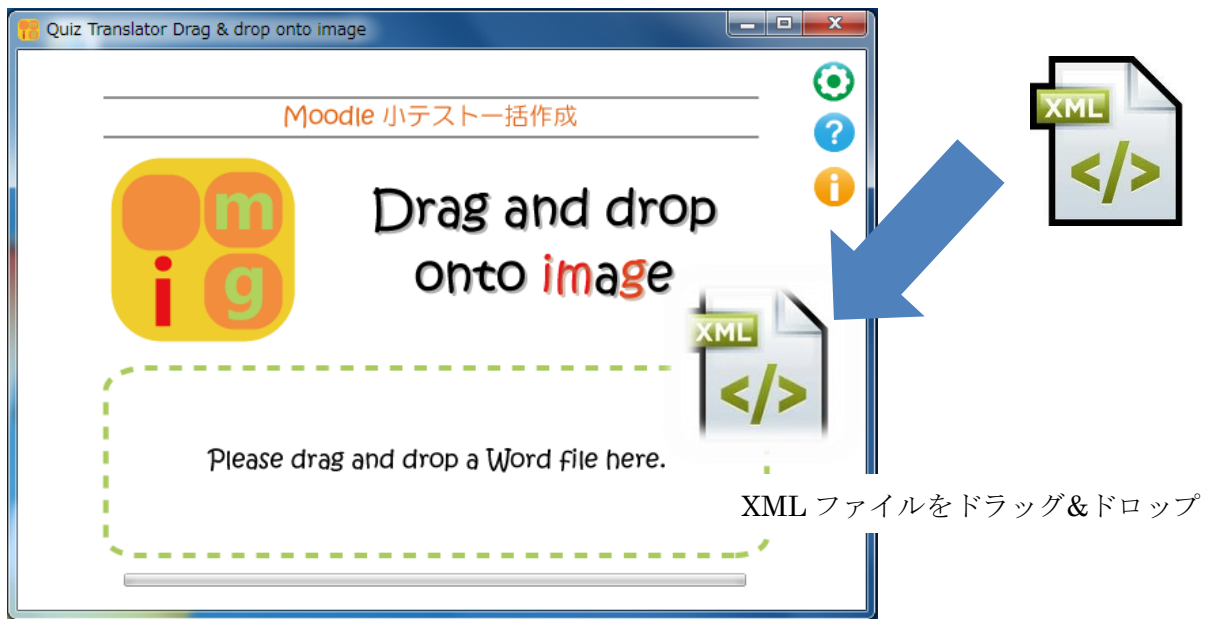 Quiz Translator Drag & drop onto image
Moodle 小テスト一括作成
m
i g
Drag and drop
onto image
XML
</>
XML
</>
Please drag and drop a Word file here.
XML ファイルをドラッグ&ドロップ
?
i